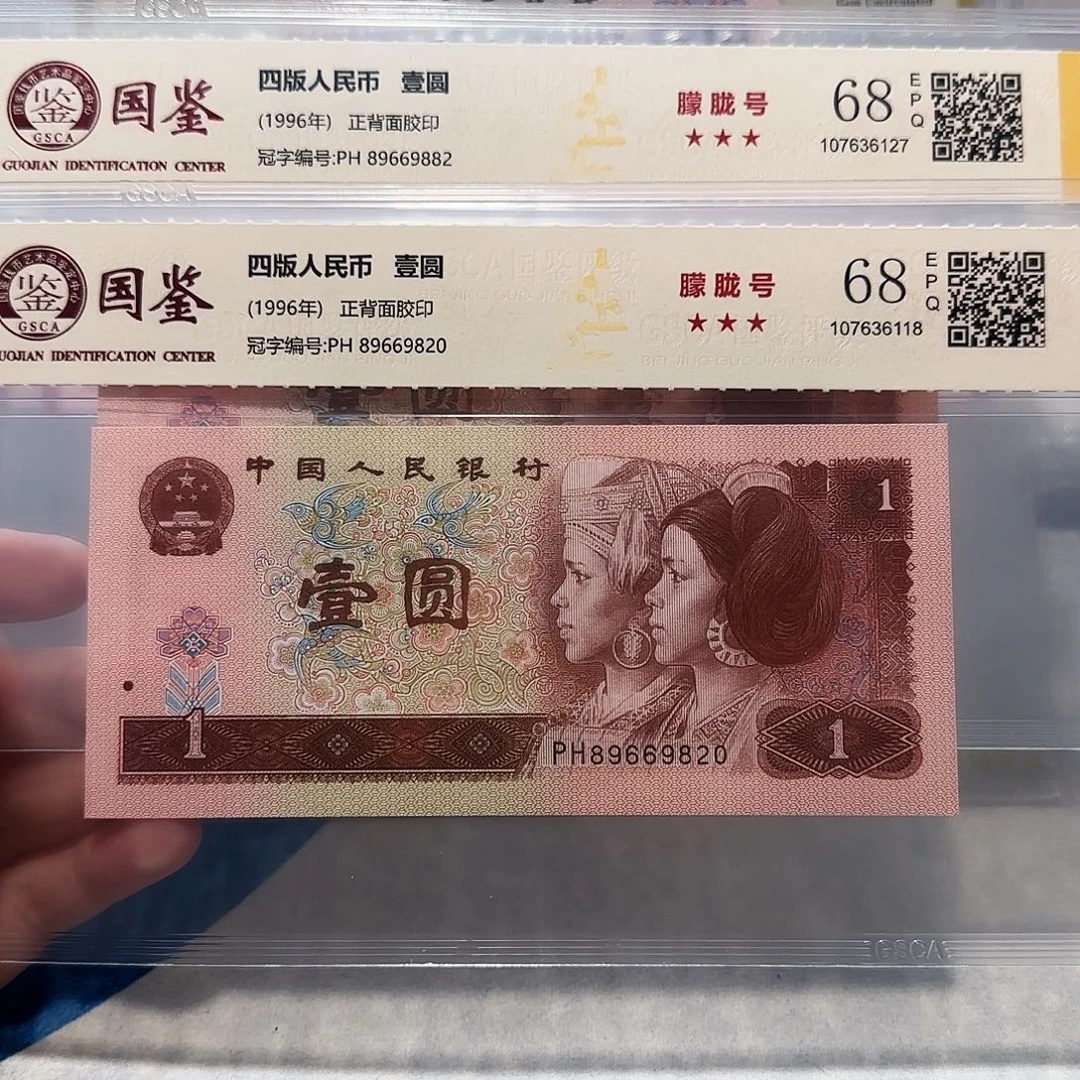 Gem Uncirculated
国鉴
GSCA
GUOJIAN IDENTIFICATION CENTER
四版人民币 壹圆
(1996年) 正背面胶印
冠字编号:PH 89669882
朦胧号
★★★
68
EPQ
107636127
国鉴
GSCA
UOJIAN IDENTIFICATION CENTER
四版人民币 壹圆
(1996年) 正背面胶印
冠字编号:PH 89669820
朦胧号
★★★
68
EPQ
107636118
中国人民银行
1
壹圆
1
PH89669820
1
GSCA